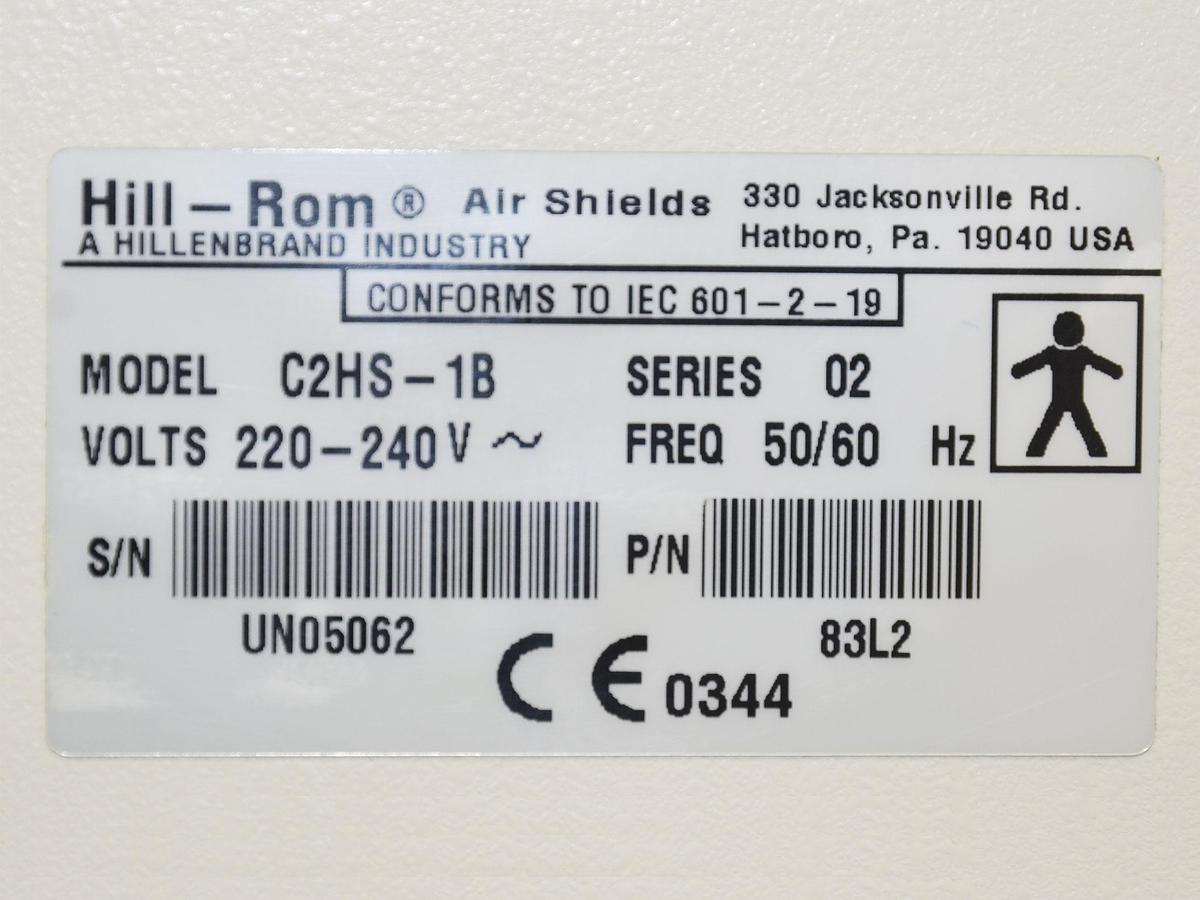 Hill-Rom® Air Shields 330 Jacksonville Rd.
A HILLENBRAND INDUSTRY Hatboro, Pa. 19040 USA
CONFORMS TO IEC 601-2-19
MODEL C2HS-1B SERIES 02
VOLTS 220-240 V ~ FREQ 50/60 Hz
S/N P/N
UN05062 83L2
CE 0344